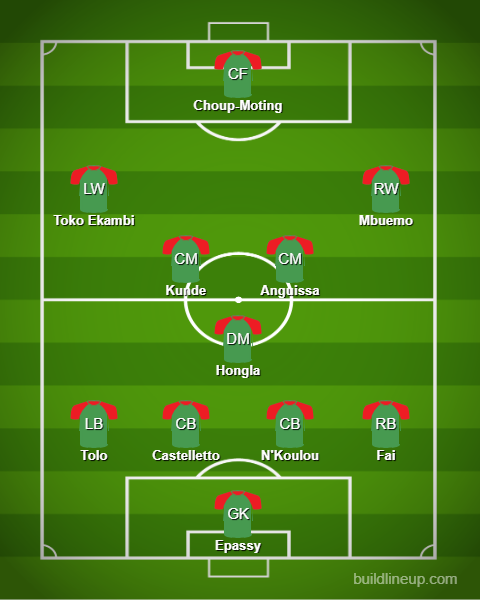 CF
Choup-Moting
LW
RW
Toko Ekambi
Mbuemo
CM
CM
Kunde
Anguissa
DM
Hongla
LB
CB
CB
RB
Tolo
Castelletto
N'Koulou
Fai
GK
Epassy
buildlineup.com